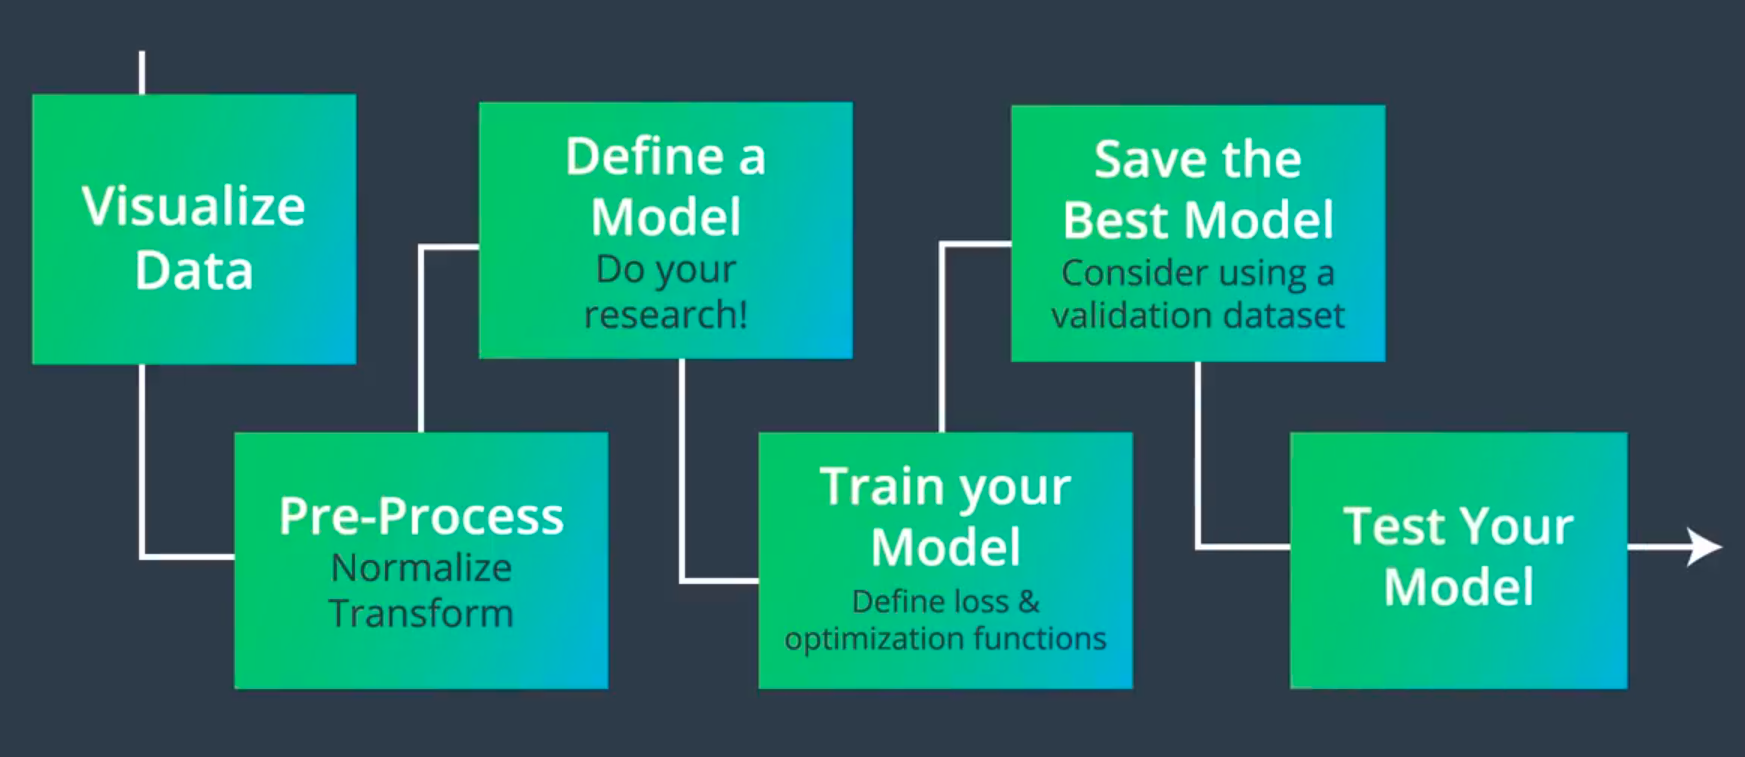 Visualize
Data
Pre-Process
Normalize
Transform
Define a
Model
Do your
research!
Train your
Model
Define loss &
optimization functions
Save the
Best Model
Consider using a
validation dataset
Test Your
Model